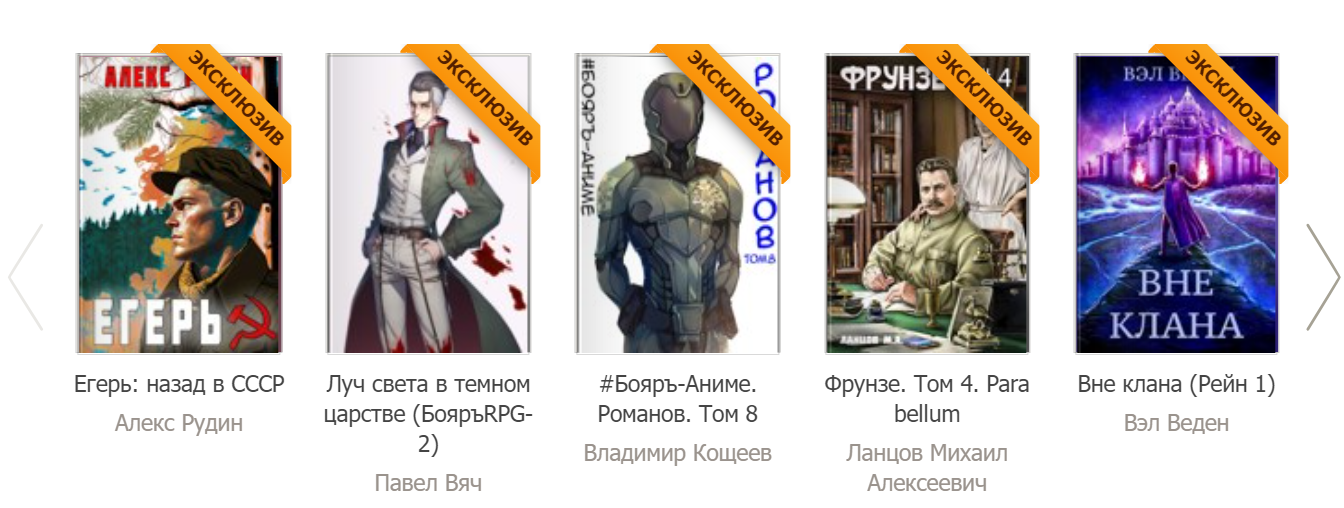 АЛЕКС
ЭКСКЛЮЗИВ
ЕГЕРЬ
Егерь: назад в СССР
Алекс Рудин
ЭКСКЛЮЗИВ
Луч света в темном
царстве (БояръRPG-
2)
Павел Вяч
#БОЯРЪ-АНИМЕ
ЭКСКЛЮЗИВ
ТОМ 8
#Бояръ-Аниме.
Романов. Том 8
Владимир Кощеев
ФРУНЗЕ 4
ЭКСКЛЮЗИВ
ЛАНЦОВ М.А.
Фрунзе. Том 4. Para
bellum
Ланцов Михаил
Алексеевич
ВЭЛ
ЭКСКЛЮЗИВ
ВНЕ
КЛАНА
Вне клана (Рейн 1)
Вэл Веден